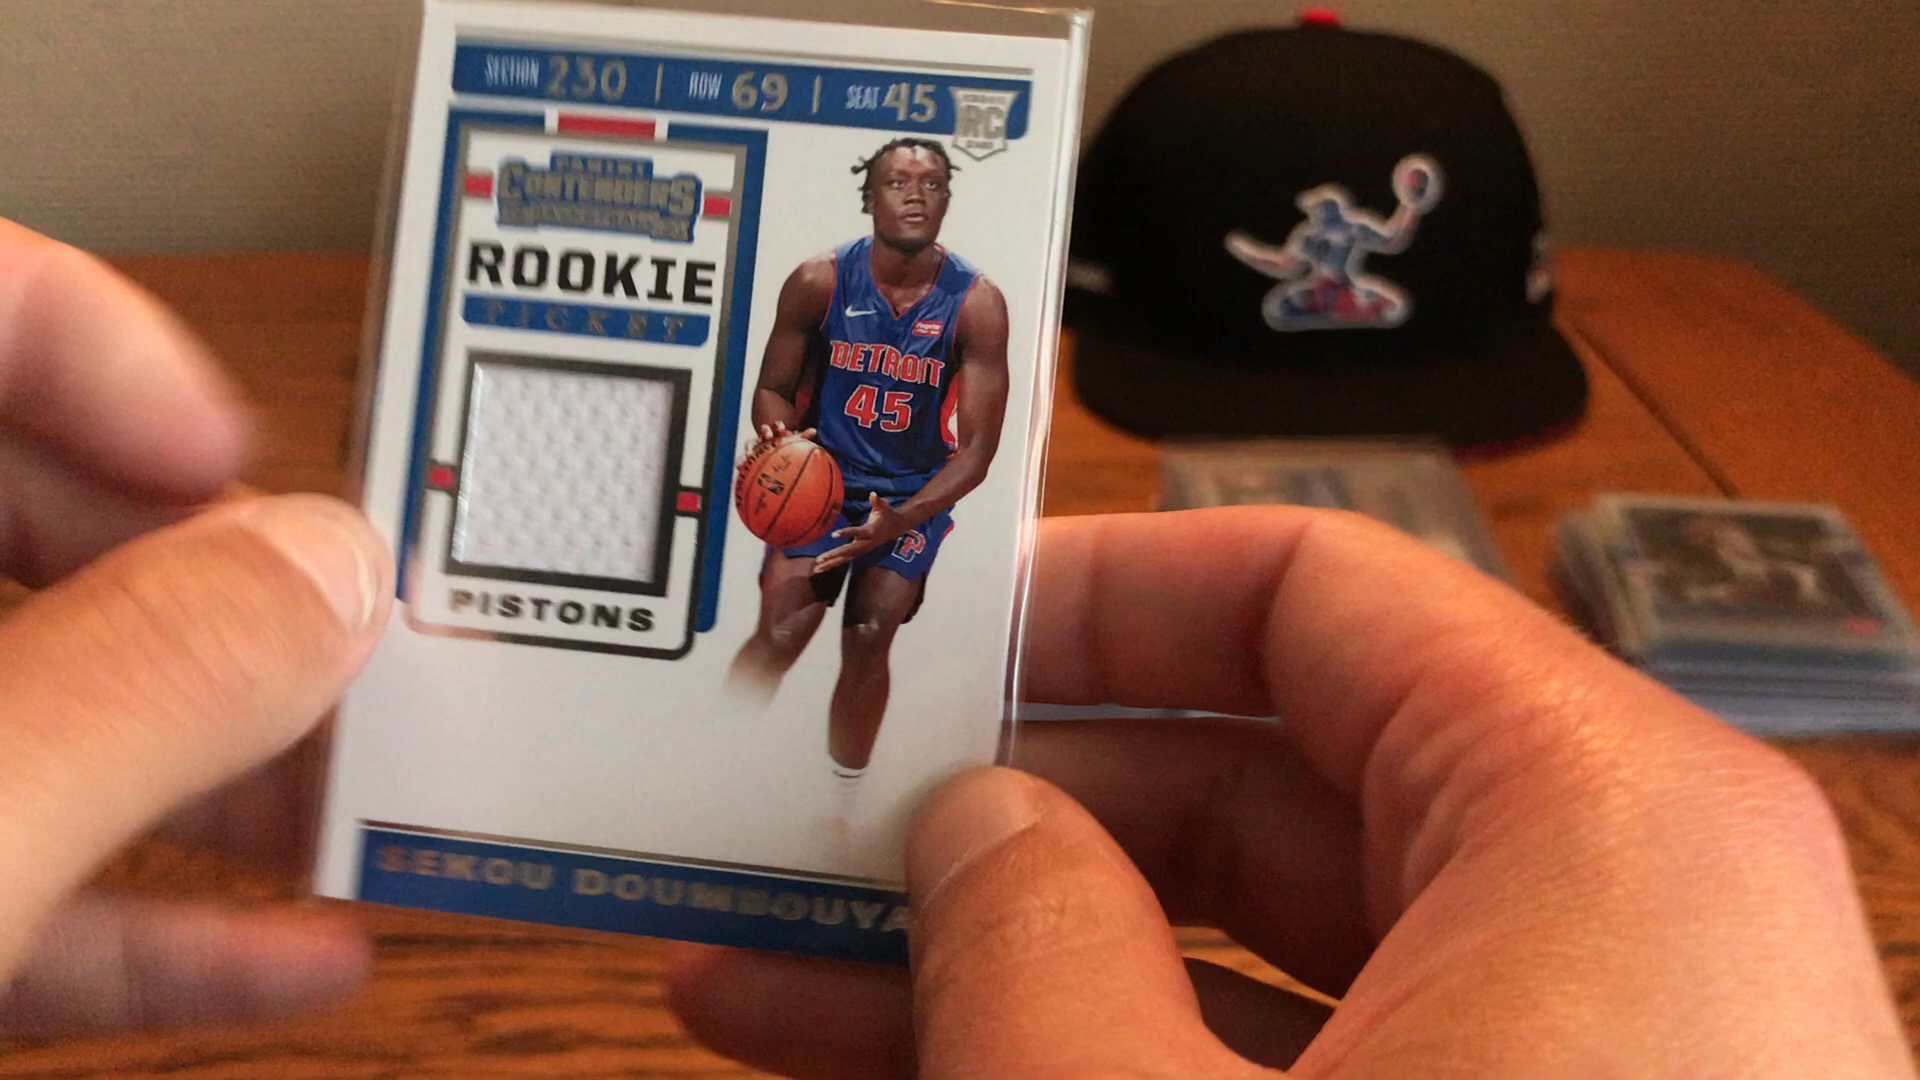 SECTION 230 | ROW 69 | SEAT 45
RC
PANINI
CONTENDERS
ROOKIE
TICKET
DETROIT
45
PISTONS
SEKOU DOUMBOUYA